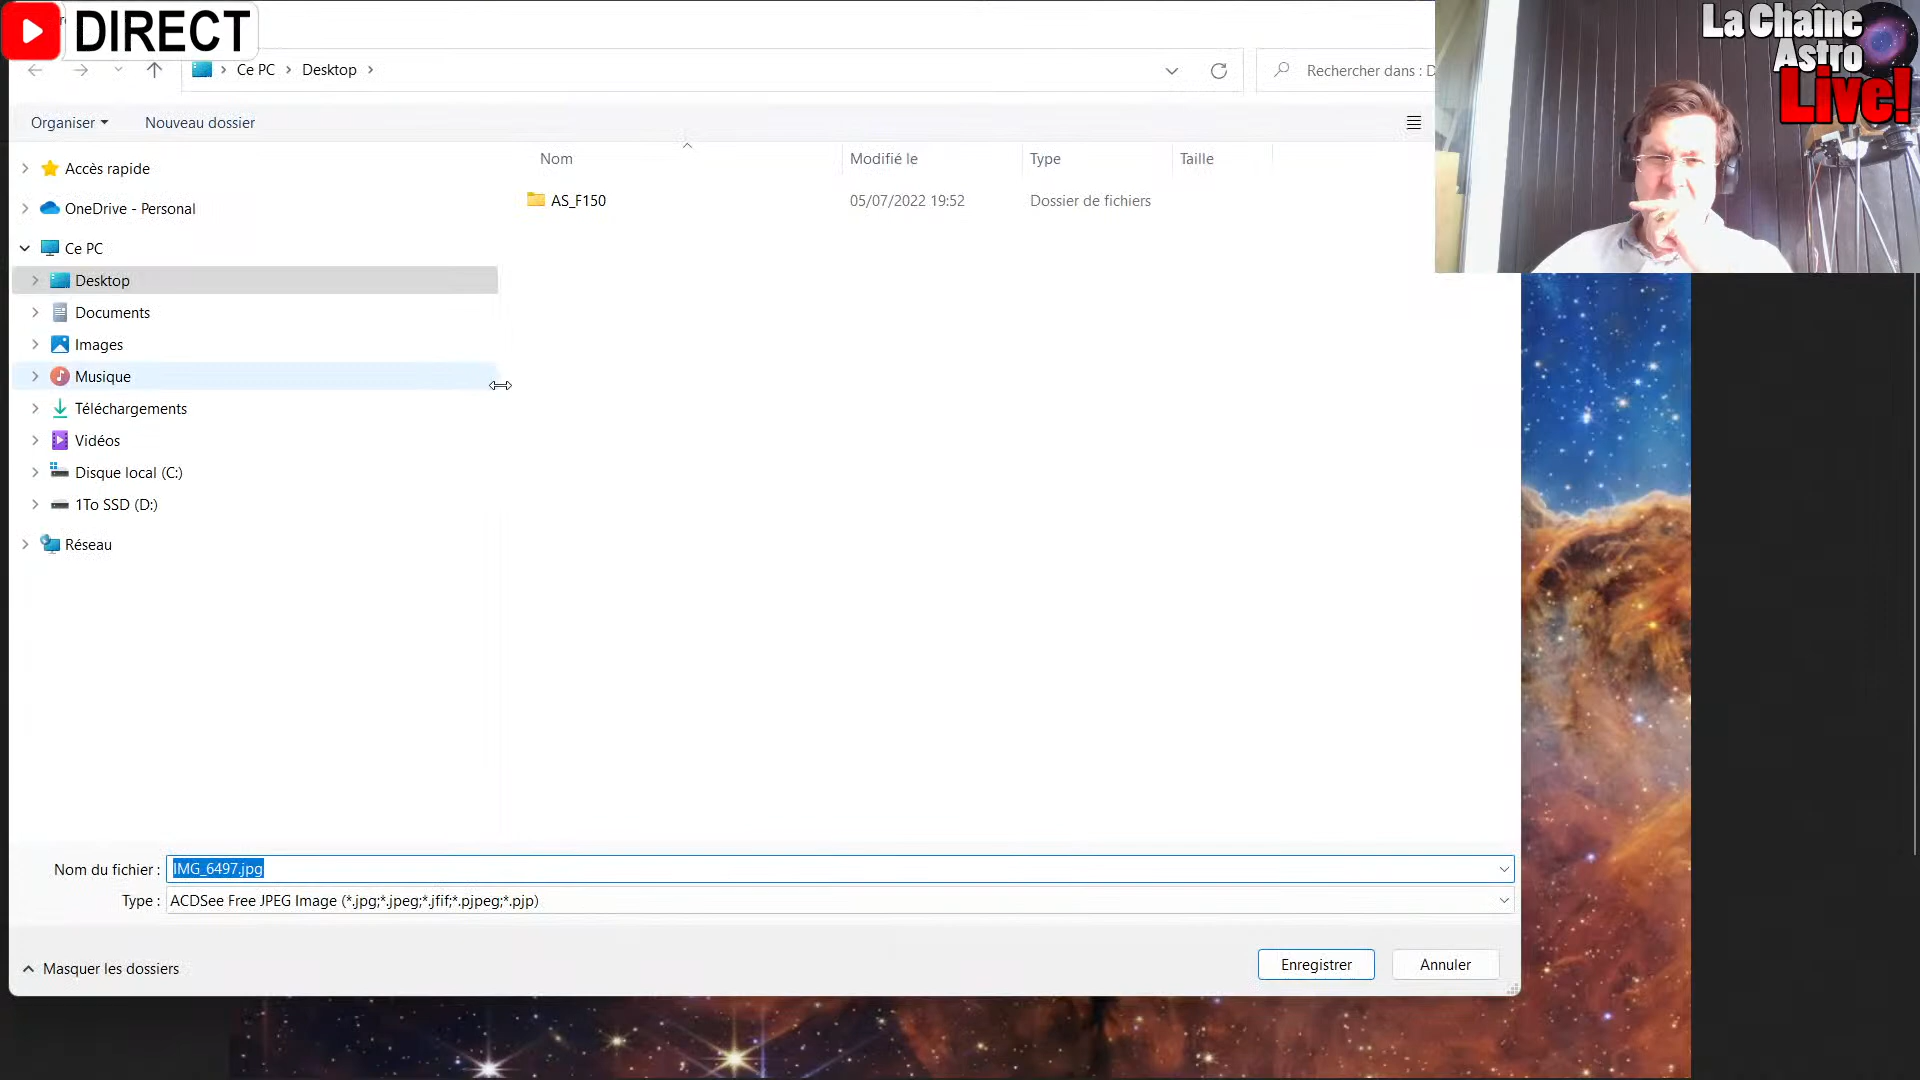 DIRECT
La Chaîne
Astro
Live!
Ce PC
Desktop
Rechercher dans : D
Organiser
Nouveau dossier
Nom
Modifié le
Type
Taille
Accès rapide
AS_F150
05/07/2022 19:52
Dossier de fichiers
OneDrive - Personal
Ce PC
Desktop
Documents
Images
Musique
Téléchargements
Vidéos
Disque local (C:)
1To SSD (D:)
Réseau
Nom du fichier : IMG_6497.jpg
Type : ACDSee Free JPEG Image (*.jpg;*.jpeg;*.jfif;*.pjpeg;*.pjp)
Masquer les dossiers
Enregistrer
Annuler